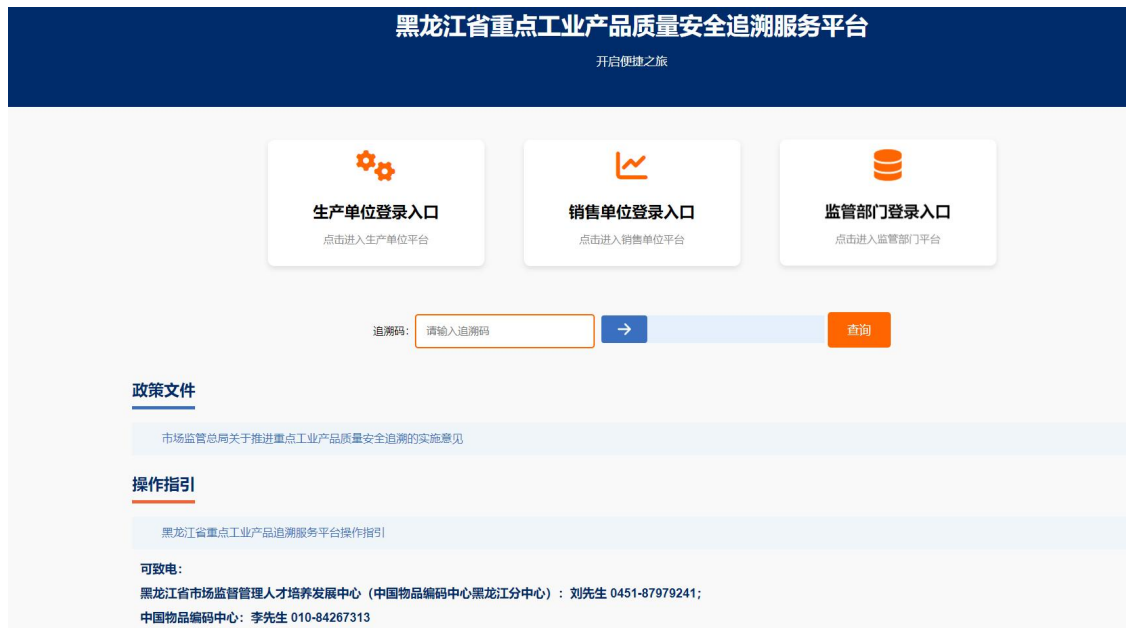 黑龙江省重点工业产品质量安全追溯服务平台
开启便捷之旅
生产单位登录入口
点击进入生产单位平台
销售单位登录入口
点击进入销售单位平台
监管部门登录入口
点击进入监管部门平台
追溯码: 请输入追溯码 查询
政策文件
市场监管总局关于推进重点工业产品质量安全追溯的实施意见
操作指引
黑龙江省重点工业产品追溯服务平台操作指引
可致电:
黑龙江省市场监督管理人才培养发展中心（中国物品编码中心黑龙江分中心）: 刘先生 0451-87979241;
中国物品编码中心: 李先生 010-84267313